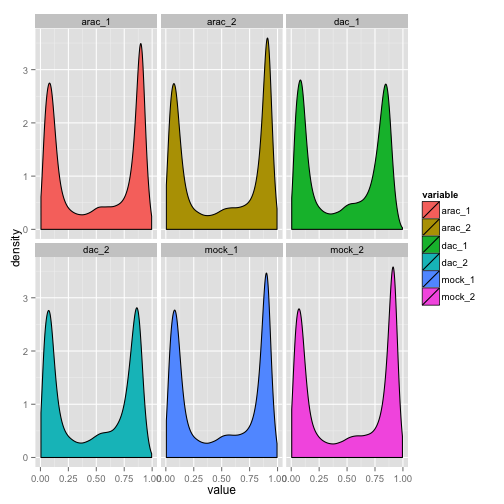 arac_1 arac_2 dac_1
3
2
1
0
dac_2 mock_1 mock_2
3
2
1
0
0.00 0.25 0.50 0.75 1.00 0.00 0.25 0.50 0.75 1.00 0.00 0.25 0.50 0.75 1.00
value
density
variable
arac_1
arac_2
dac_1
dac_2
mock_1
mock_2